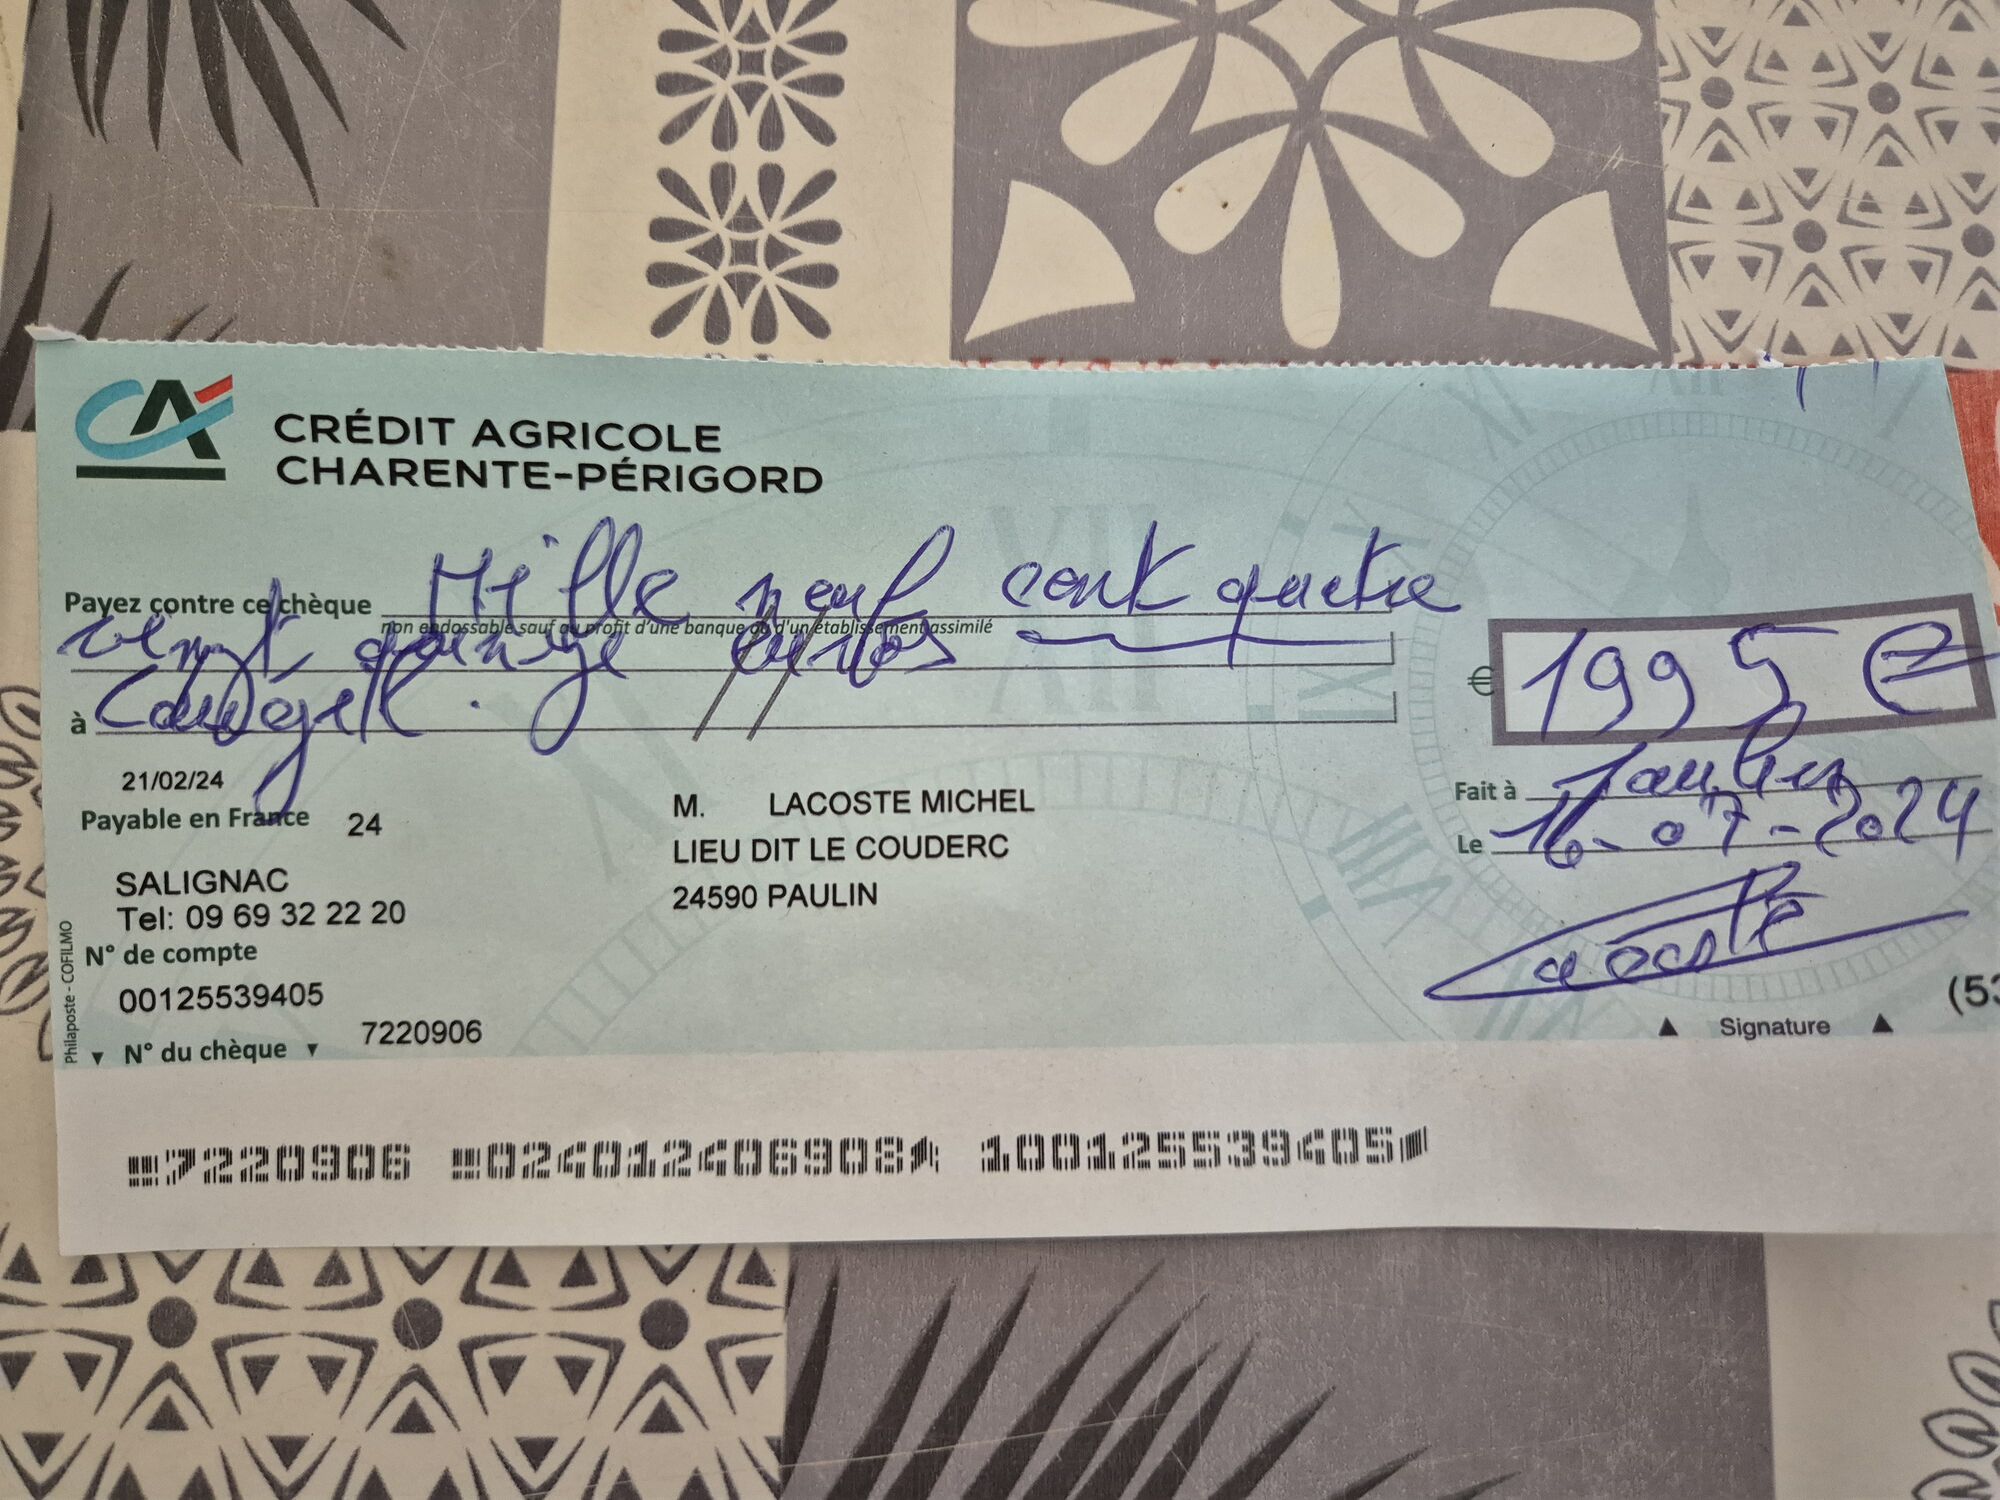 CA
CRÉDIT AGRICOLE
CHARENTE-PÉRIGORD
Payez contre ce chèque Mille neuf cent quatre
non endossable sauf au profit d'une banque ou d'un établissement assimilé
vingt quinze euros
à
€ 1995 €
21/02/24
Payable en France 24
SALIGNAC
Tel: 09 69 32 22 20
N° de compte
00125539405
N° du chèque 7220906
Philaposte - COFILMO
M. LACOSTE MICHEL
LIEU DIT LE COUDERC
24590 PAULIN
Fait à
Le 16-07-2024
Lacoste
Signature
(53
7220906 024012406908 100125539405